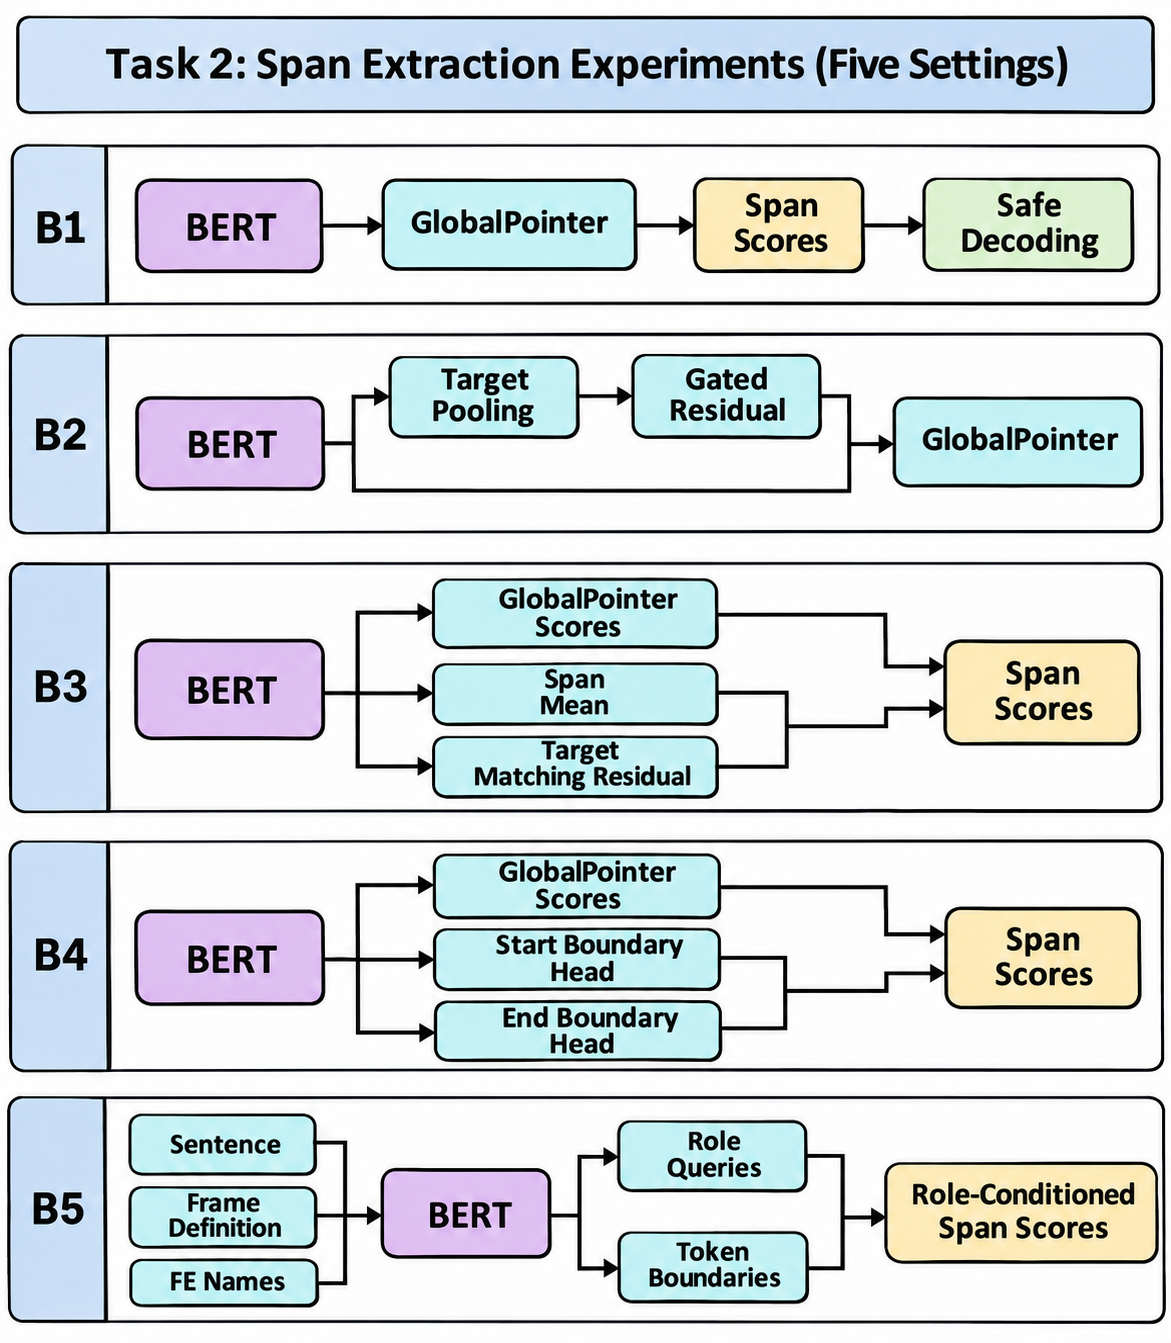 Task 2: Span Extraction Experiments (Five Settings)
B1
BERT
GlobalPointer
Span
Scores
Safe
Decoding
B2
BERT
Target
Pooling
Gated
Residual
GlobalPointer
B3
BERT
GlobalPointer
Scores
Span
Mean
Target
Matching Residual
Span
Scores
B4
BERT
GlobalPointer
Scores
Start Boundary
Head
End Boundary
Head
Span
Scores
B5
Sentence
Frame
Definition
FE Names
BERT
Role
Queries
Token
Boundaries
Role-Conditioned
Span Scores